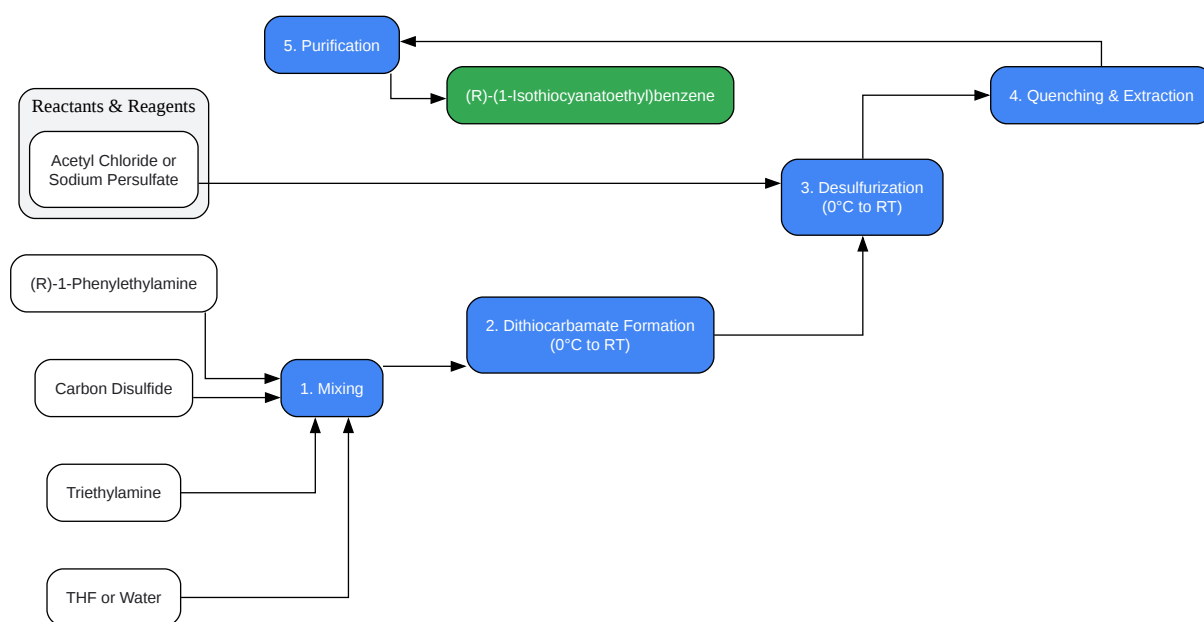 5. Purification
(R)-(1-Isothiocyanatoethyl)benzene
4. Quenching & Extraction
Reactants & Reagents
Acetyl Chloride or
Sodium Persulfate
3. Desulfurization
(0°C to RT)
(R)-1-Phenylethylamine
2. Dithiocarbamate Formation
(0°C to RT)
Carbon Disulfide
1. Mixing
Triethylamine
THF or Water